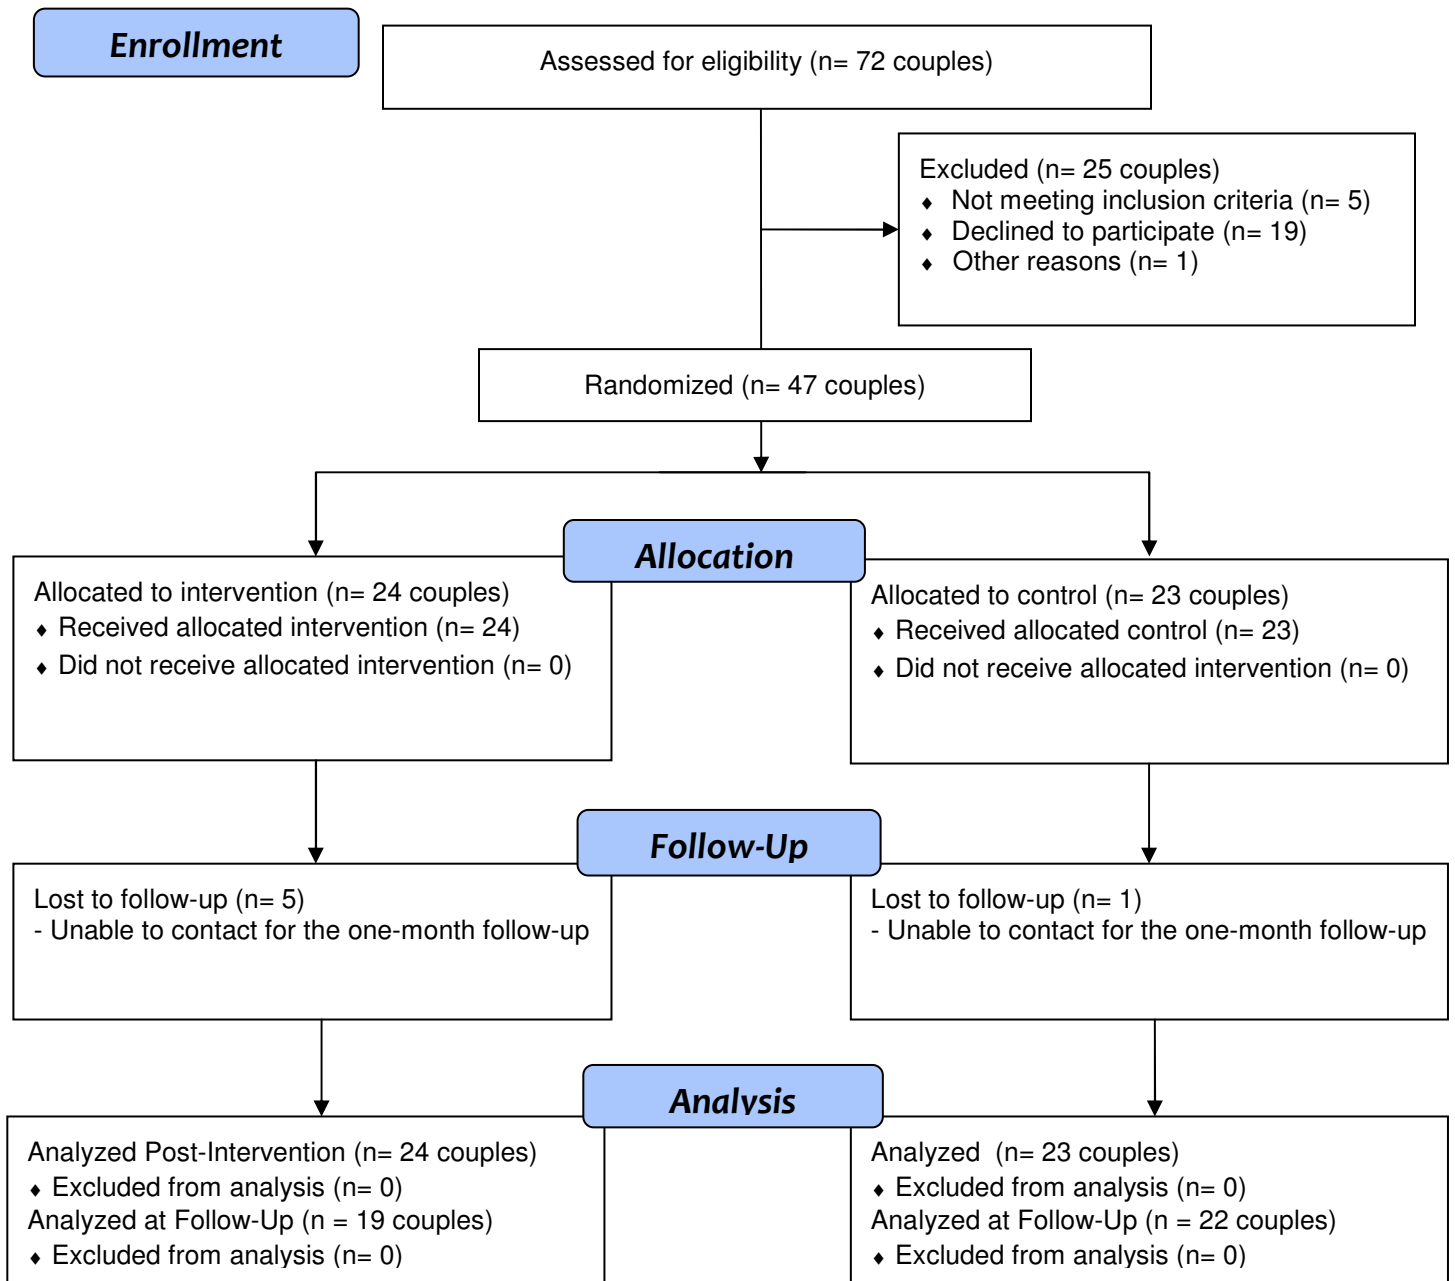 Enrollment
Assessed for eligibility (n= 72 couples)
Excluded (n= 25 couples)
♦ Not meeting inclusion criteria (n= 5)
♦ Declined to participate (n= 19)
♦ Other reasons (n= 1)
Randomized (n= 47 couples)
Allocation
Allocated to intervention (n= 24 couples)
♦ Received allocated intervention (n= 24)
♦ Did not receive allocated intervention (n= 0)
Allocated to control (n= 23 couples)
♦ Received allocated control (n= 23)
♦ Did not receive allocated intervention (n= 0)
Follow-Up
Lost to follow-up (n= 5)
- Unable to contact for the one-month follow-up
Lost to follow-up (n= 1)
- Unable to contact for the one-month follow-up
Analysis
Analyzed Post-Intervention (n= 24 couples)
♦ Excluded from analysis (n= 0)
Analyzed at Follow-Up (n = 19 couples)
♦ Excluded from analysis (n= 0)
Analyzed  (n= 23 couples)
♦ Excluded from analysis (n= 0)
Analyzed at Follow-Up (n = 22 couples)
♦ Excluded from analysis (n= 0)